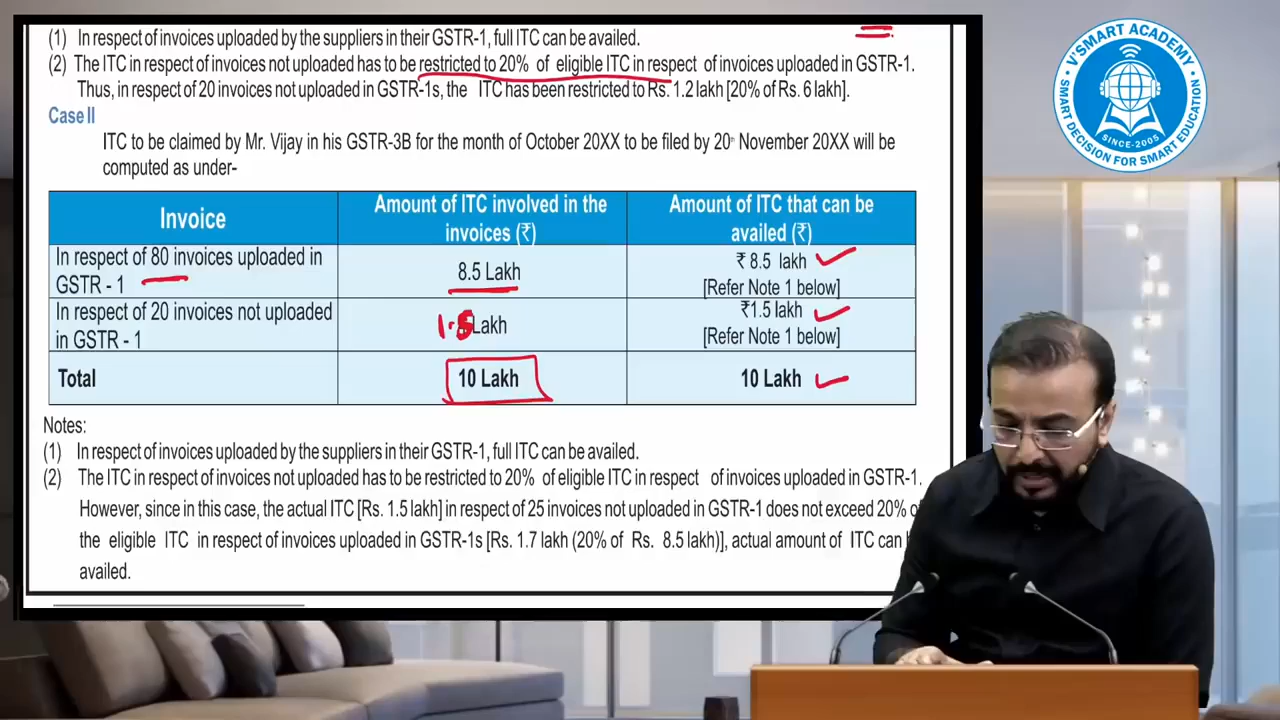 (1) In respect of invoices uploaded by the suppliers in their GSTR-1, full ITC can be availed.
(2) The ITC in respect of invoices not uploaded has to be restricted to 20% of eligible ITC in respect of invoices uploaded in GSTR-1.
Thus, in respect of 20 invoices not uploaded in GSTR-1s, the ITC has been restricted to Rs. 1.2 lakh [20% of Rs. 6 lakh].
Case II
ITC to be claimed by Mr. Vijay in his GSTR-3B for the month of October 20XX to be filed by 20th November 20XX will be
computed as under-
Invoice
Amount of ITC involved in the
invoices (₹)
Amount of ITC that can be
availed (₹)
In respect of 80 invoices uploaded in
GSTR - 1
8.5 Lakh
₹ 8.5 lakh
[Refer Note 1 below]
In respect of 20 invoices not uploaded
in GSTR - 1
1.5 Lakh
₹1.5 lakh
[Refer Note 1 below]
Total
10 Lakh
10 Lakh
Notes:
(1) In respect of invoices uploaded by the suppliers in their GSTR-1, full ITC can be availed.
(2) The ITC in respect of invoices not uploaded has to be restricted to 20% of eligible ITC in respect of invoices uploaded in GSTR-1.
However, since in this case, the actual ITC [Rs. 1.5 lakh] in respect of 25 invoices not uploaded in GSTR-1 does not exceed 20% of
the eligible ITC in respect of invoices uploaded in GSTR-1s [Rs. 1.7 lakh (20% of Rs. 8.5 lakh)], actual amount of ITC can
availed.
V'SMART ACADEMY
SINCE-2005
SMART DECISION FOR SMART EDUCATION